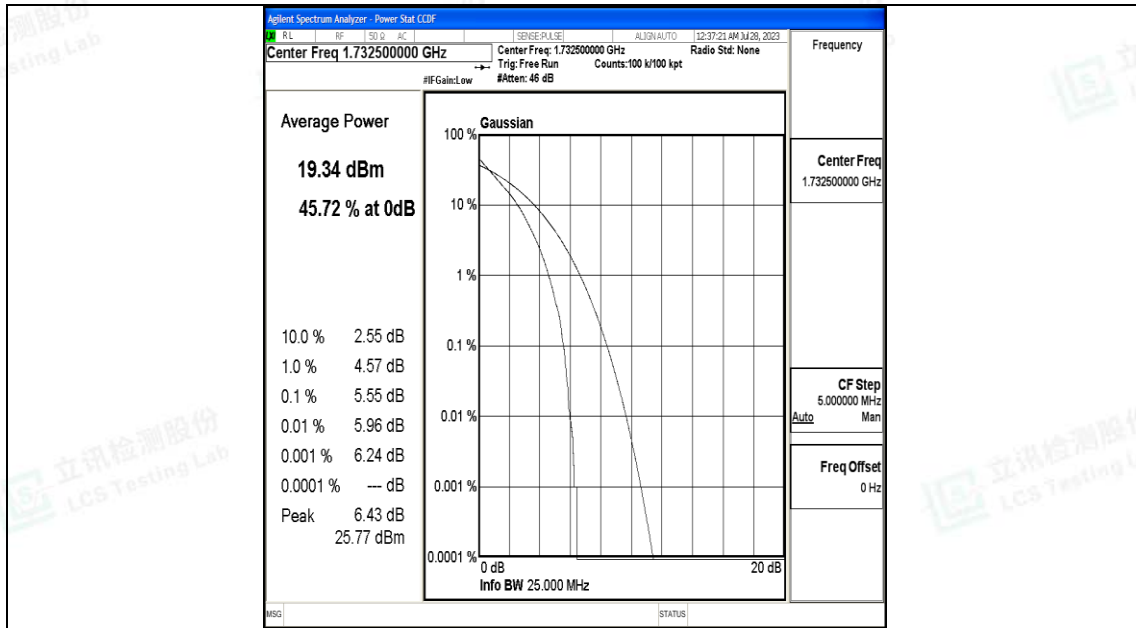 Agilent Spectrum Analyzer - Power Stat CCDF
LXI RL RF 50 Ω AC SENSE:PULSE ALIGN AUTO 12:37:21 AM Jul 28, 2023
Center Freq 1.732500000 GHz
Center Freq: 1.732500000 GHz Radio Std: None
Trig: Free Run Counts:100 k/100 kpt
#IFGain:Low #Atten: 46 dB
Frequency
Average Power
19.34 dBm
45.72 % at 0dB
10.0 % 2.55 dB
1.0 % 4.57 dB
0.1 % 5.55 dB
0.01 % 5.96 dB
0.001 % 6.24 dB
0.0001 % --- dB
Peak 6.43 dB
25.77 dBm
Gaussian
100 %
10 %
1 %
0.1 %
0.01 %
0.001 %
0.0001 %
0 dB 20 dB
Info BW 25.000 MHz
Center Freq
1.732500000 GHz
CF Step
5.000000 MHz
Auto Man
Freq Offset
0 Hz
MSG STATUS
立讯检测股份
LCS Testing Lab